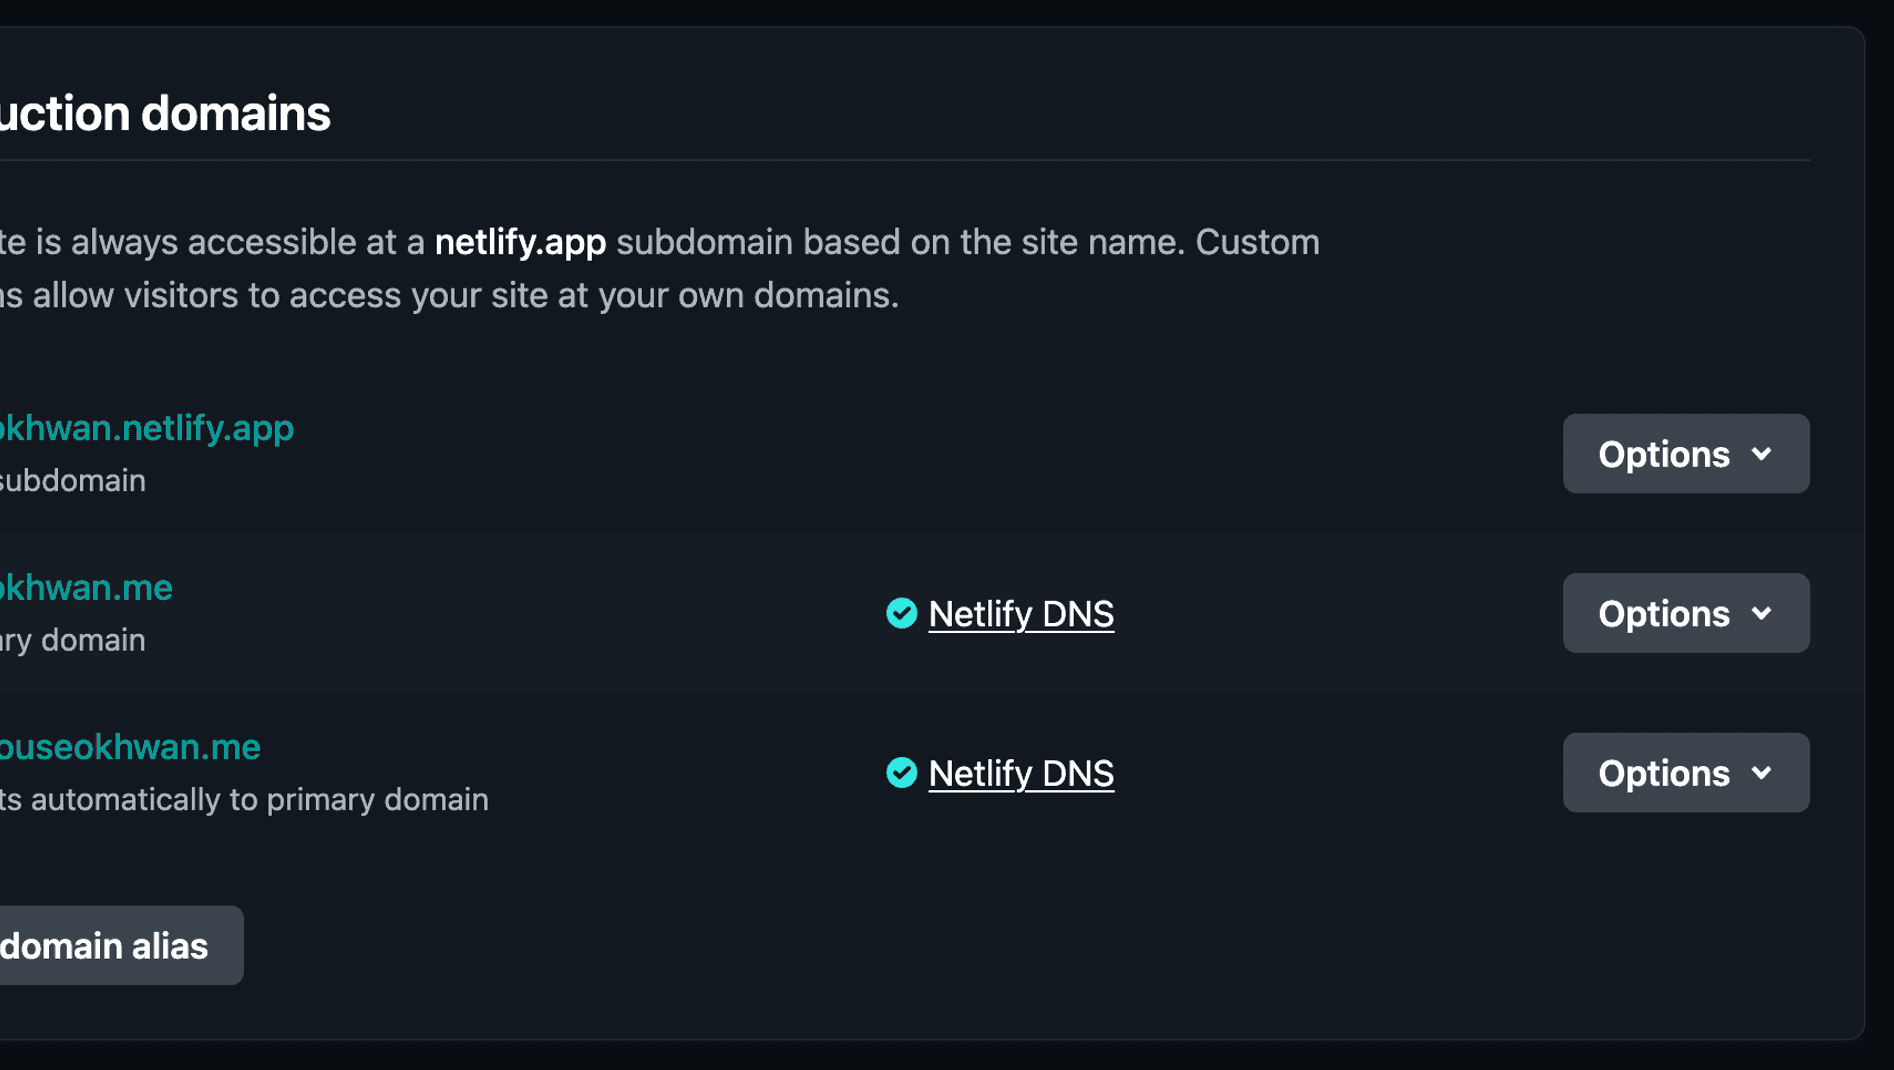 uction domains
te is always accessible at a netlify.app subdomain based on the site name. Custom
ns allow visitors to access your site at your own domains.
okhwan.netlify.app
subdomain
Options
okhwan.me
ary domain
Netlify DNS
Options
ouseokhwan.me
ts automatically to primary domain
Netlify DNS
Options
domain alias